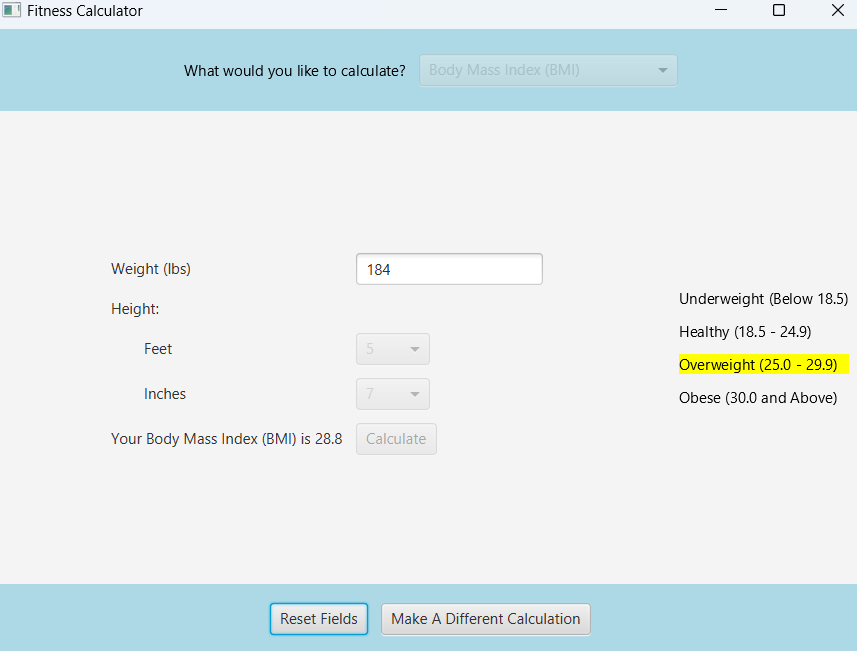 Fitness Calculator
What would you like to calculate? Body Mass Index (BMI)
Weight (lbs) 184
Height:
Feet 5
Inches 7
Your Body Mass Index (BMI) is 28.8 Calculate
Underweight (Below 18.5)
Healthy (18.5 - 24.9)
Overweight (25.0 - 29.9)
Obese (30.0 and Above)
Reset Fields Make A Different Calculation